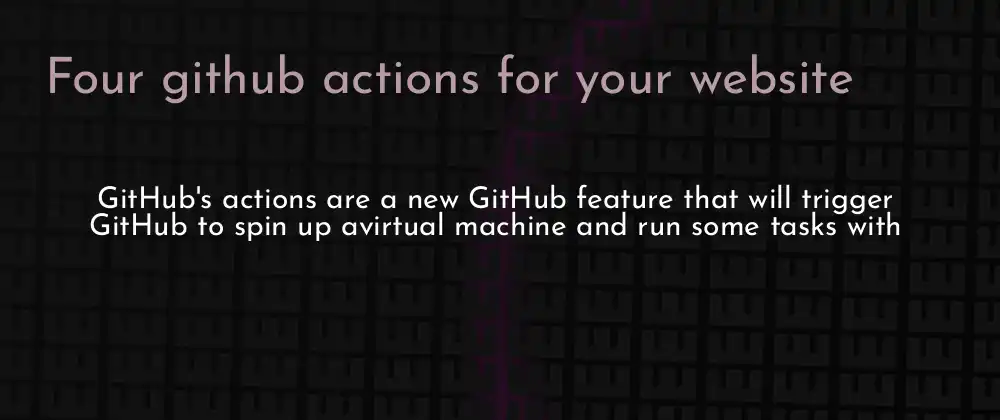 Four github actions for your website
GitHub's actions are a new GitHub feature that will trigger
GitHub to spin up avirtual machine and run some tasks with